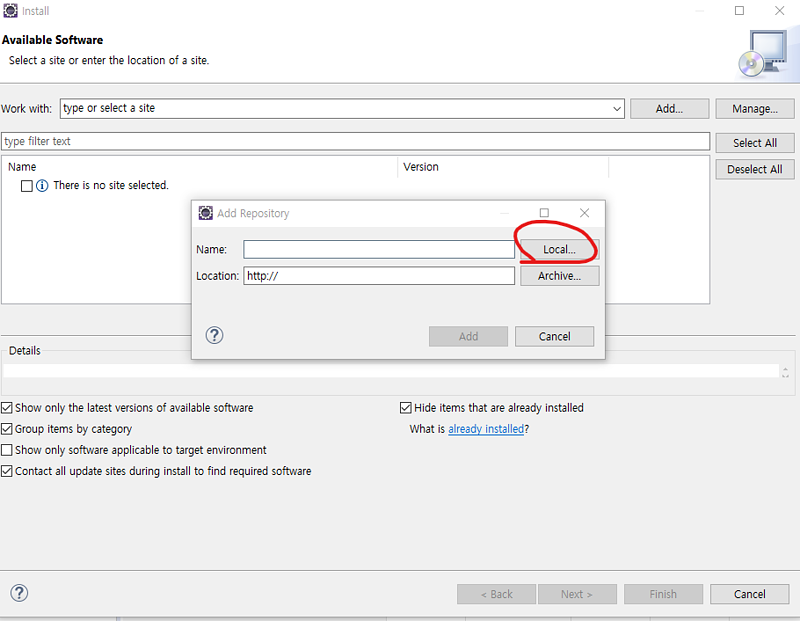 Install
Available Software
Select a site or enter the location of a site.
Work with: type or select a site Add... Manage...
type filter text Select All
Name Version Deselect All
There is no site selected.
Add Repository
Name: Local...
Location: http:// Archive...
? Add Cancel
Details
Show only the latest versions of available software Hide items that are already installed
Group items by category What is already installed?
Show only software applicable to target environment
Contact all update sites during install to find required software
? < Back Next > Finish Cancel